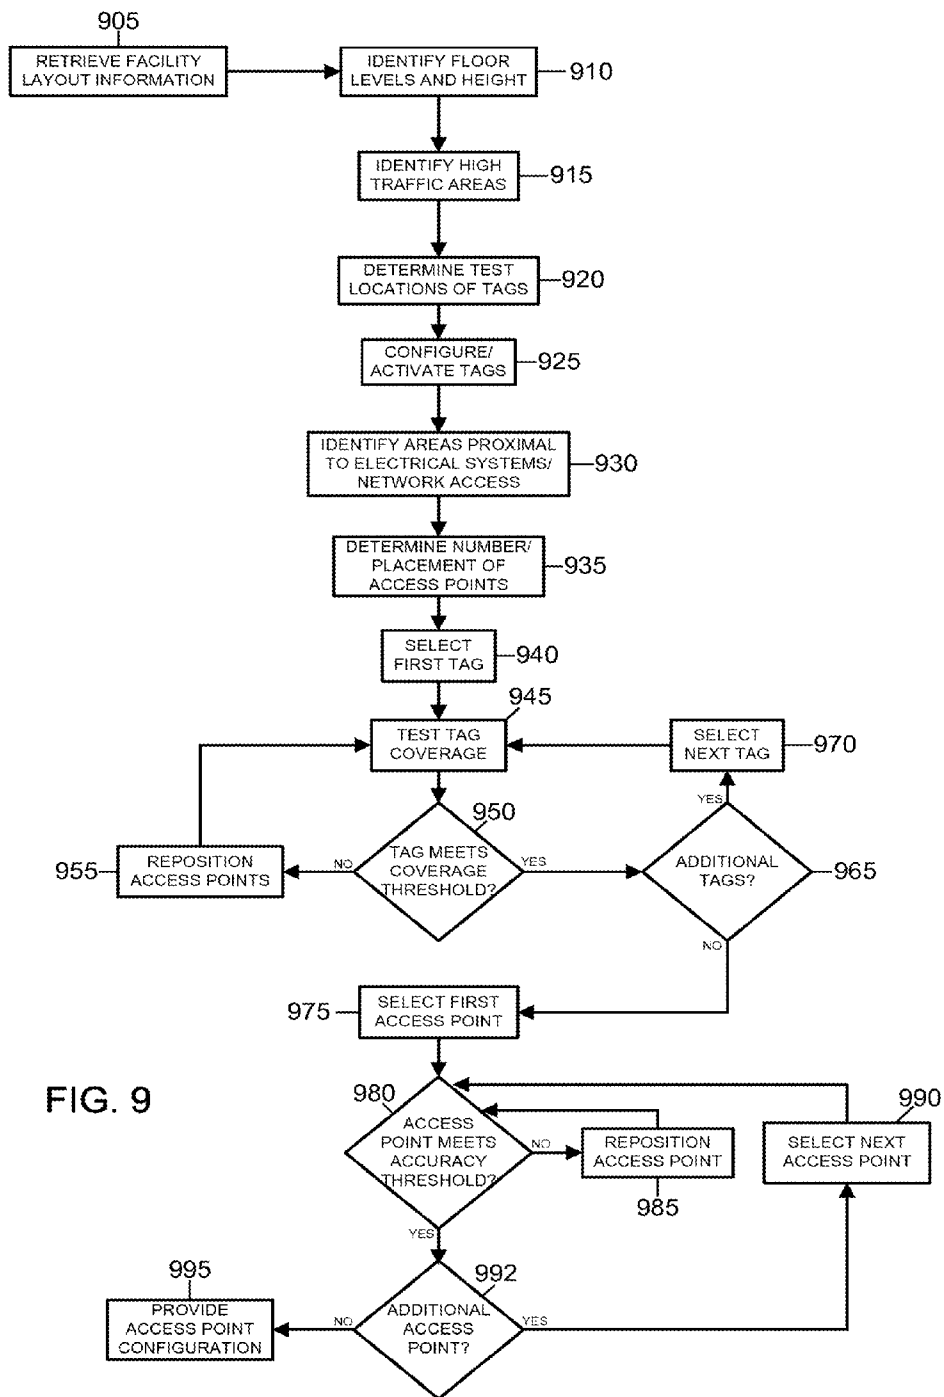 905
RETRIEVE FACILITY
LAYOUT INFORMATION
IDENTIFY FLOOR
LEVELS AND HEIGHT
910
IDENTIFY HIGH
TRAFFIC AREAS
915
DETERMINE TEST
LOCATIONS OF TAGS
920
CONFIGURE/
ACTIVATE TAGS
925
IDENTIFY AREAS PROXIMAL
TO ELECTRICAL SYSTEMS/
NETWORK ACCESS
930
DETERMINE NUMBER/
PLACEMENT OF
ACCESS POINTS
935
SELECT
FIRST TAG
940
945
TEST TAG
COVERAGE
SELECT
NEXT TAG
970
950
TAG MEETS
COVERAGE
THRESHOLD?
NO
YES
955
REPOSITION
ACCESS POINTS
YES
ADDITIONAL
TAGS?
965
NO
975
SELECT FIRST
ACCESS POINT
FIG. 9
980
ACCESS
POINT MEETS
ACCURACY
THRESHOLD?
NO
YES
REPOSITION
ACCESS POINT
985
990
SELECT NEXT
ACCESS POINT
992
ADDITIONAL
ACCESS
POINT?
NO
YES
995
PROVIDE
ACCESS POINT
CONFIGURATION